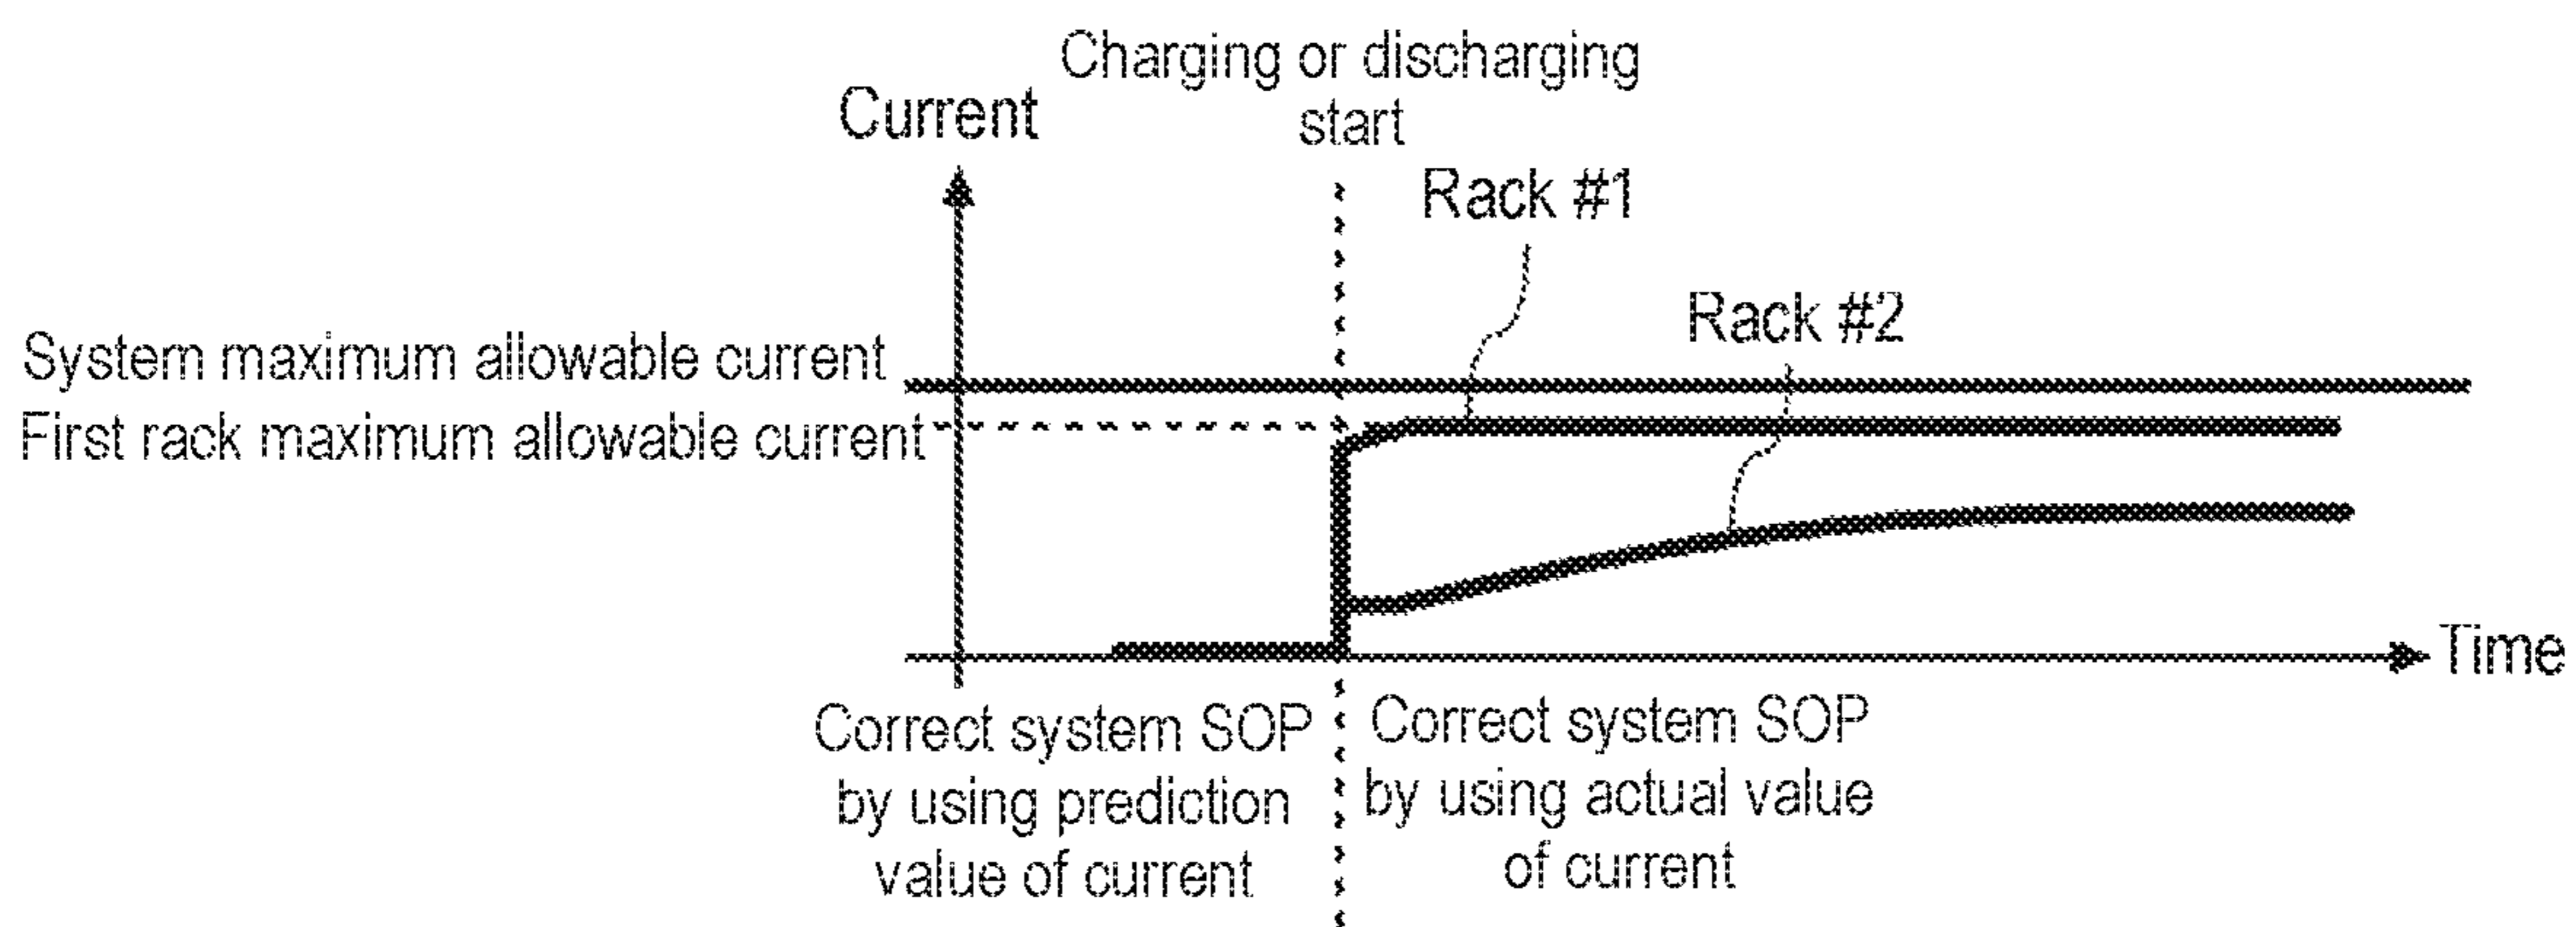 Charging or discharging
start
Current
Rack #1
Rack #2
System maximum allowable current
First rack maximum allowable current
Time
Correct system SOP
by using prediction
value of current
Correct system SOP
by using actual value
of current